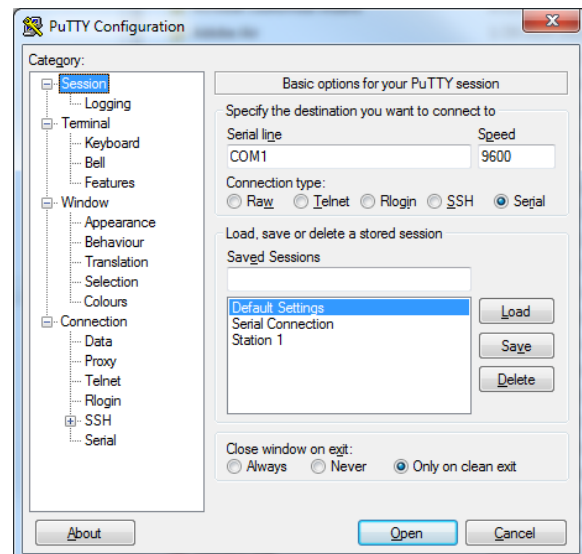 PuTTY Configuration
Category:
Session
Logging
Terminal
Keyboard
Bell
Features
Window
Appearance
Behaviour
Translation
Selection
Colours
Connection
Data
Proxy
Telnet
Rlogin
SSH
Serial
Basic options for your PuTTY session
Specify the destination you want to connect to
Serial line Speed
COM1 9600
Connection type:
Raw Telnet Rlogin SSH Serial
Load, save or delete a stored session
Saved Sessions
Default Settings
Serial Connection
Station 1
Load
Save
Delete
Close window on exit:
Always Never Only on clean exit
About Open Cancel